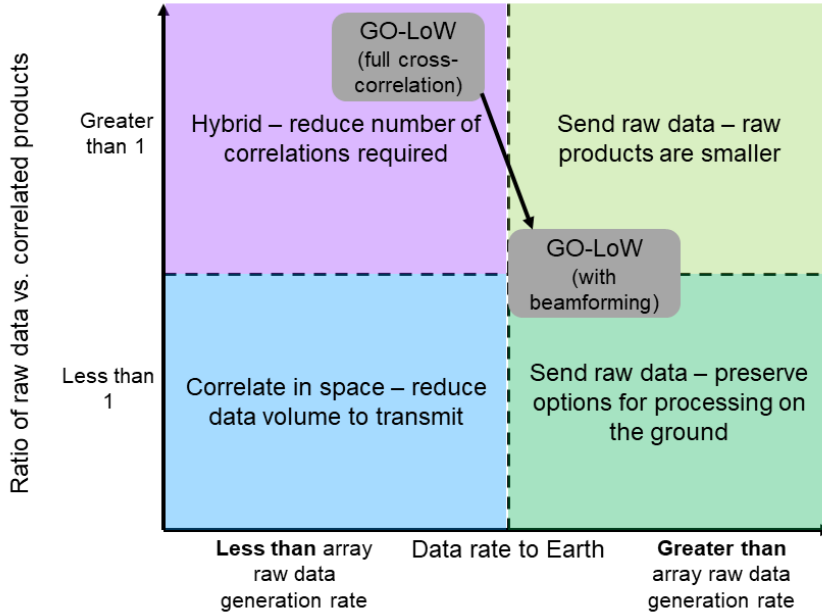 Ratio of raw data vs. correlated products
Greater
than 1
Less than
1
GO-LoW
(full cross-
correlation)
Hybrid – reduce number of
correlations required
Send raw data – raw
products are smaller
GO-LoW
(with
beamforming)
Correlate in space – reduce
data volume to transmit
Send raw data – preserve
options for processing on
the ground
Less than array
raw data
generation rate
Data rate to Earth
Greater than
array raw data
generation rate